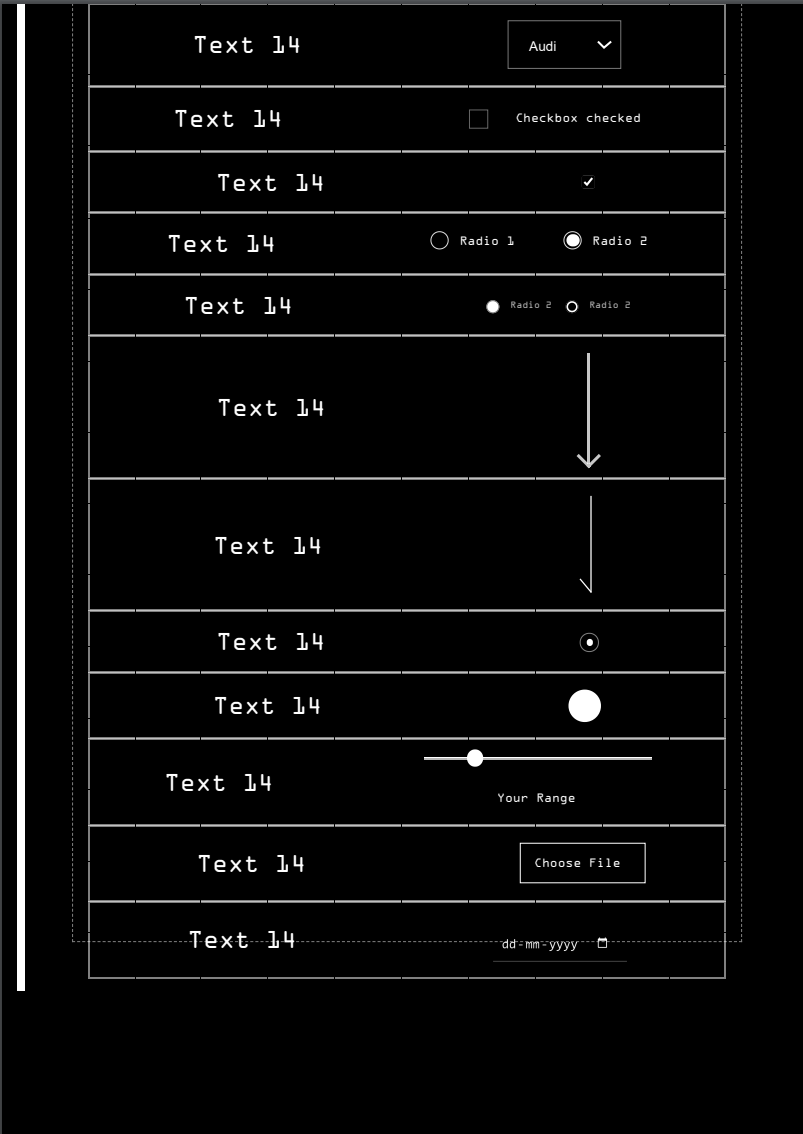 Text 14 Audi
Text 14 Checkbox checked
Text 14
Text 14 Radio 1 Radio 2
Text 14 Radio 2 Radio 2
Text 14
Text 14
Text 14
Text 14
Text 14
Your Range
Text 14 Choose File
Text 14 dd-mm-yyyy